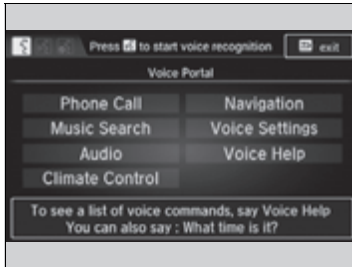 Press to start voice recognition
exit
Voice Portal
Phone Call
Navigation
Music Search
Voice Settings
Audio
Voice Help
Climate Control
To see a list of voice commands, say Voice Help
You can also say : What time is it?